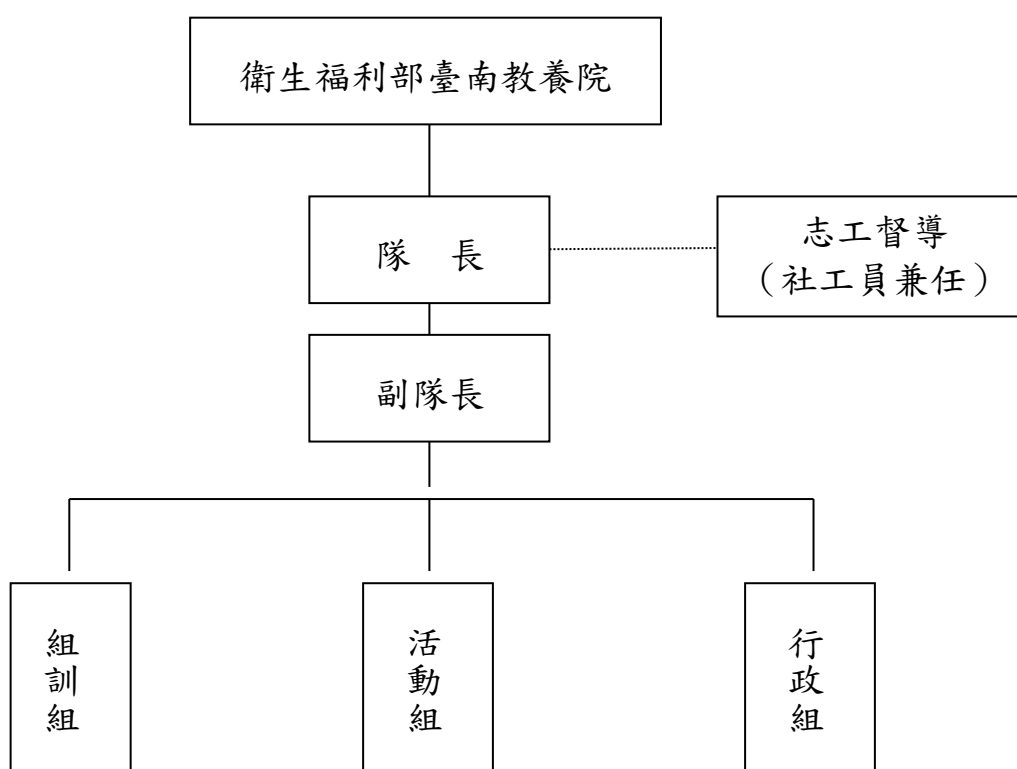 衛生福利部臺南教養院
隊　長
志工督導
（社工員兼任）
副隊長
組訓組
活動組
行政組